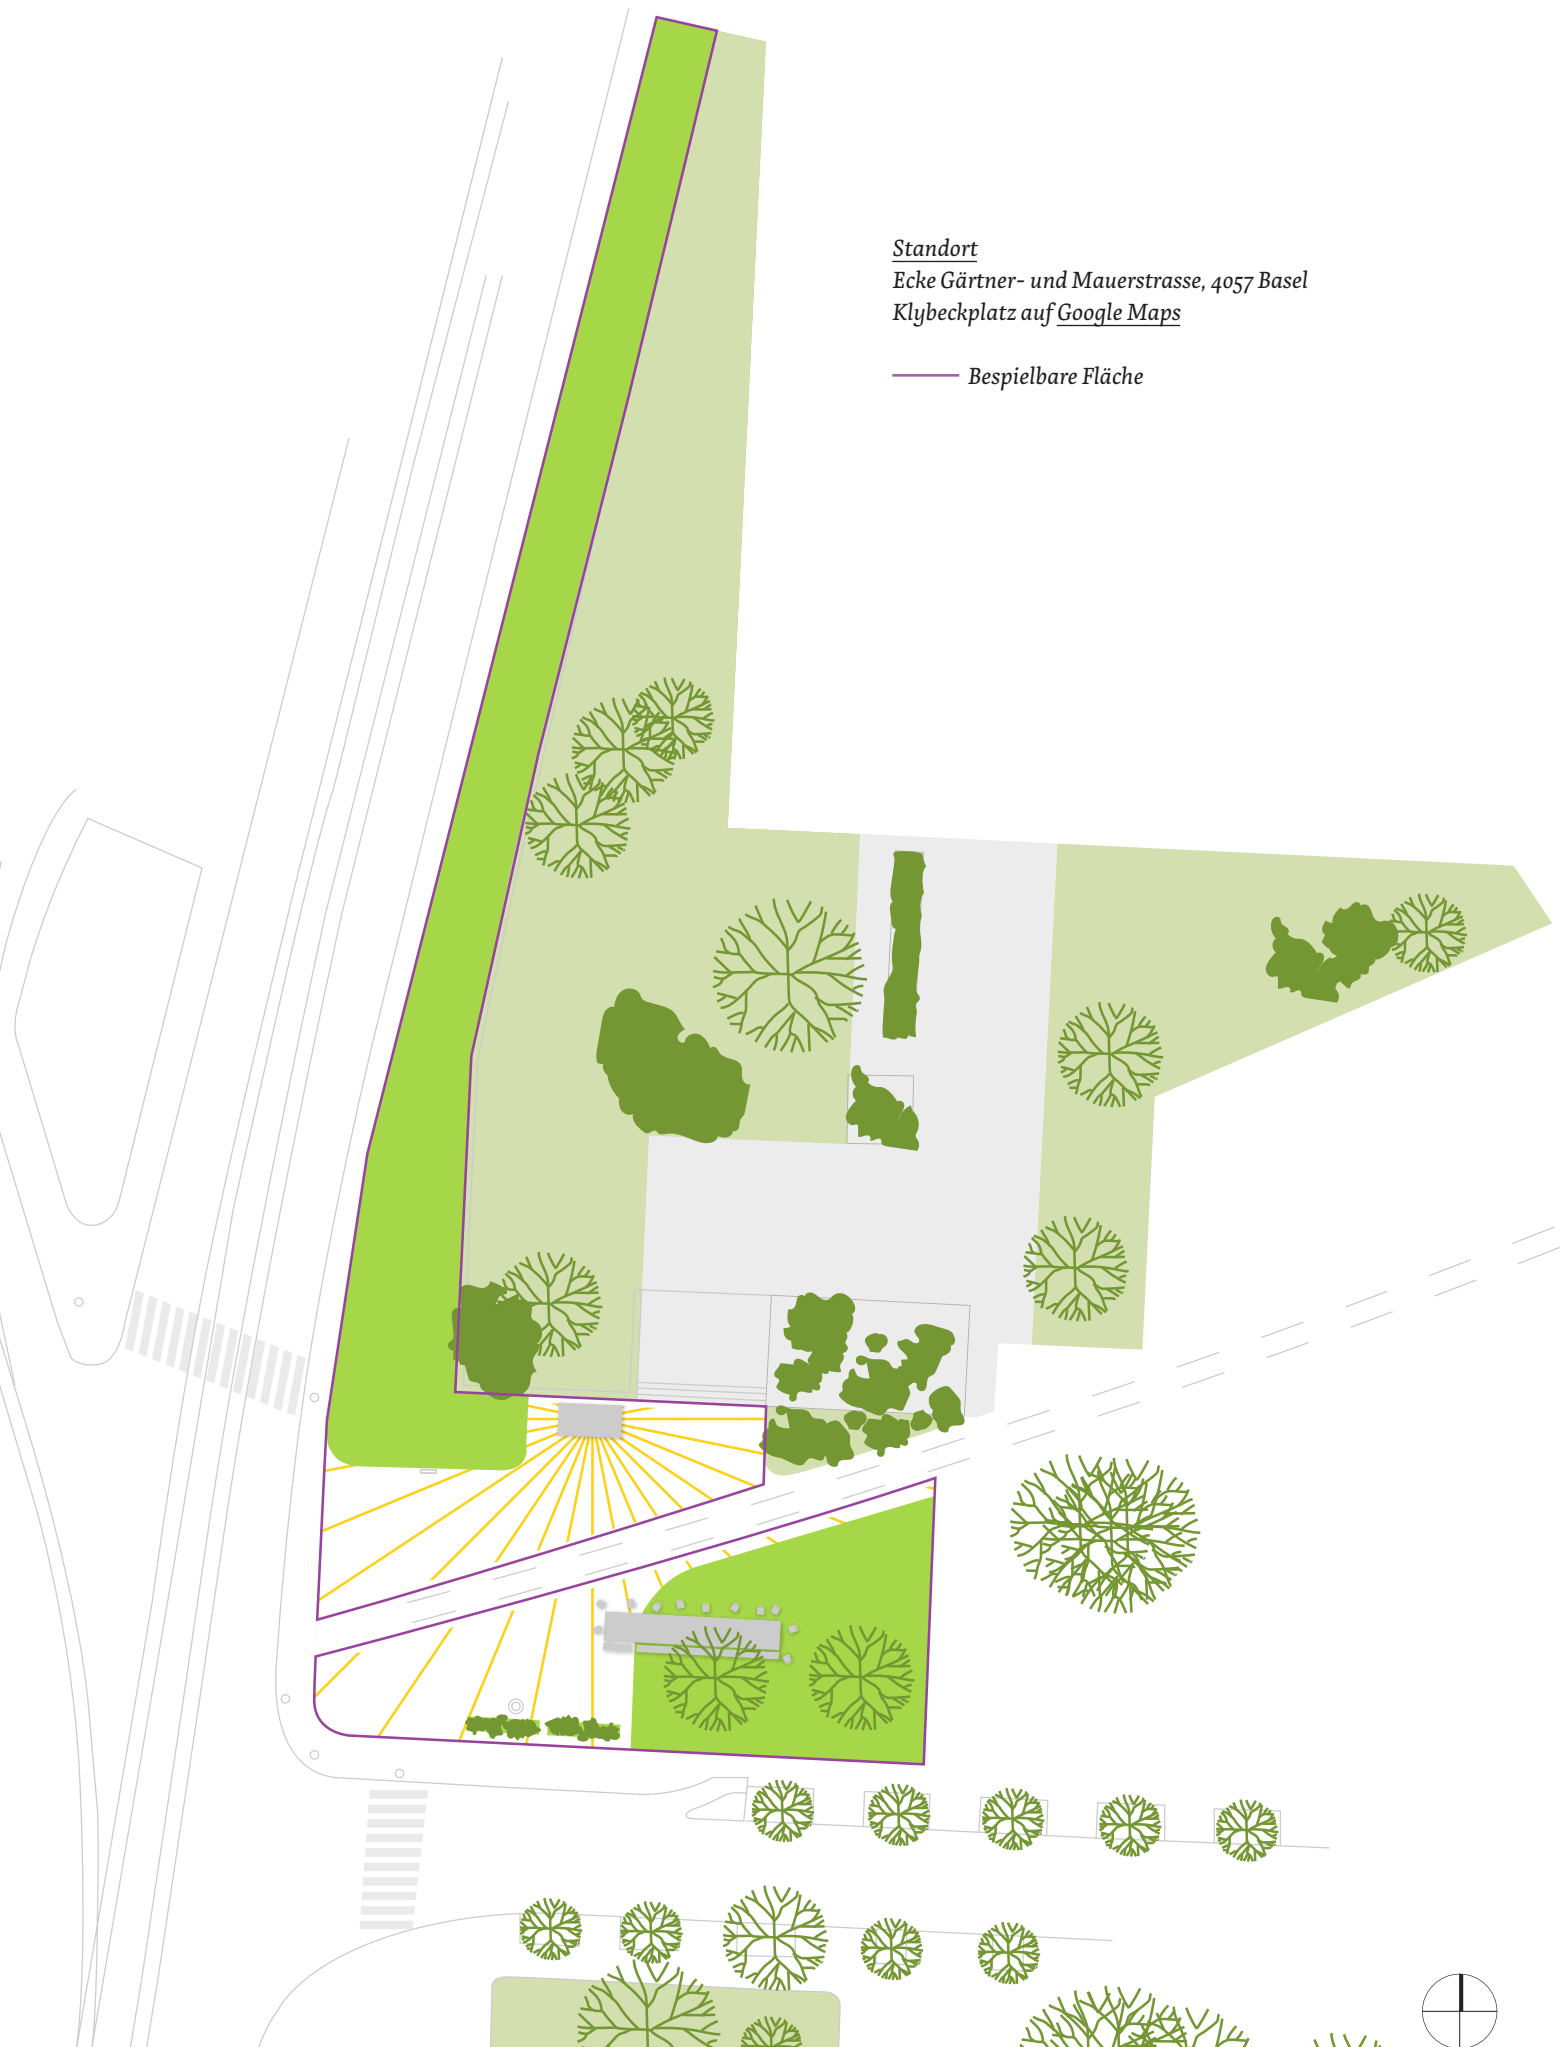 Standort
Ecke Gärtner- und Mauerstrasse, 4057 Basel
Klybeckplatz auf Google Maps
Bespielbare Fläche